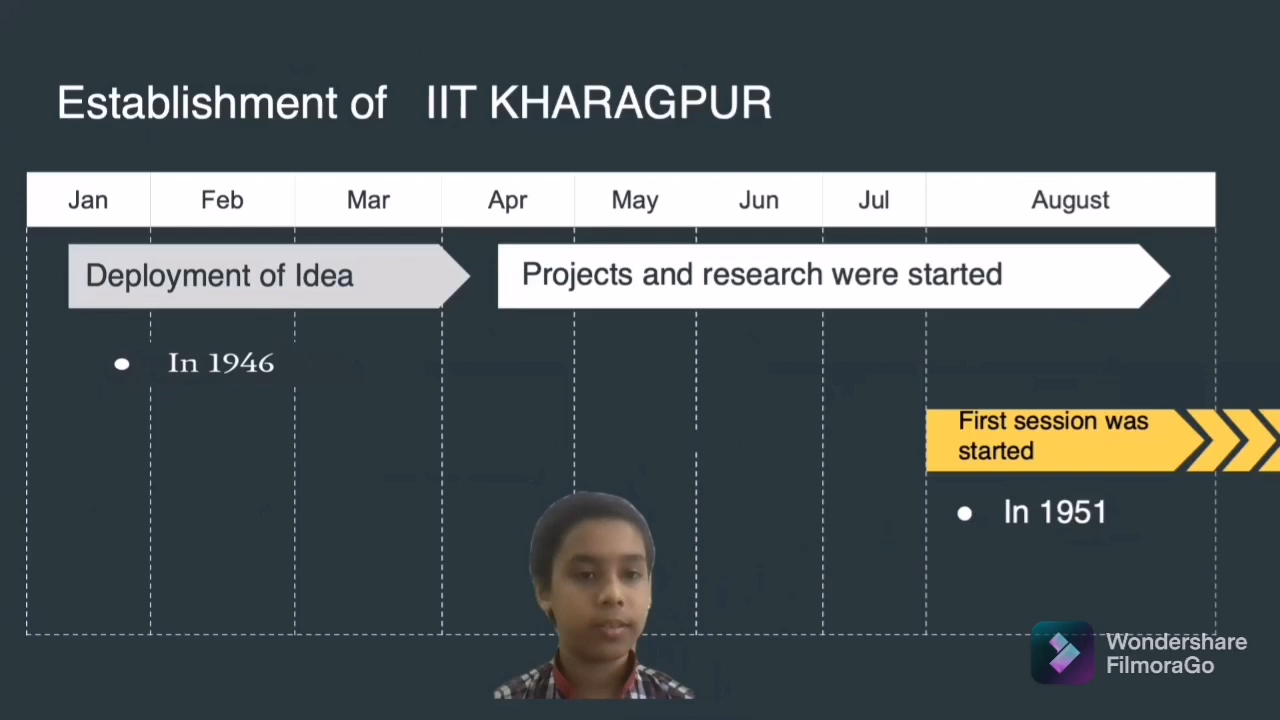 Establishment of IIT KHARAGPUR
Jan Feb Mar Apr May Jun Jul August
Deployment of Idea
Projects and research were started
In 1946
First session was
started
In 1951
Wondershare
FilmoraGo